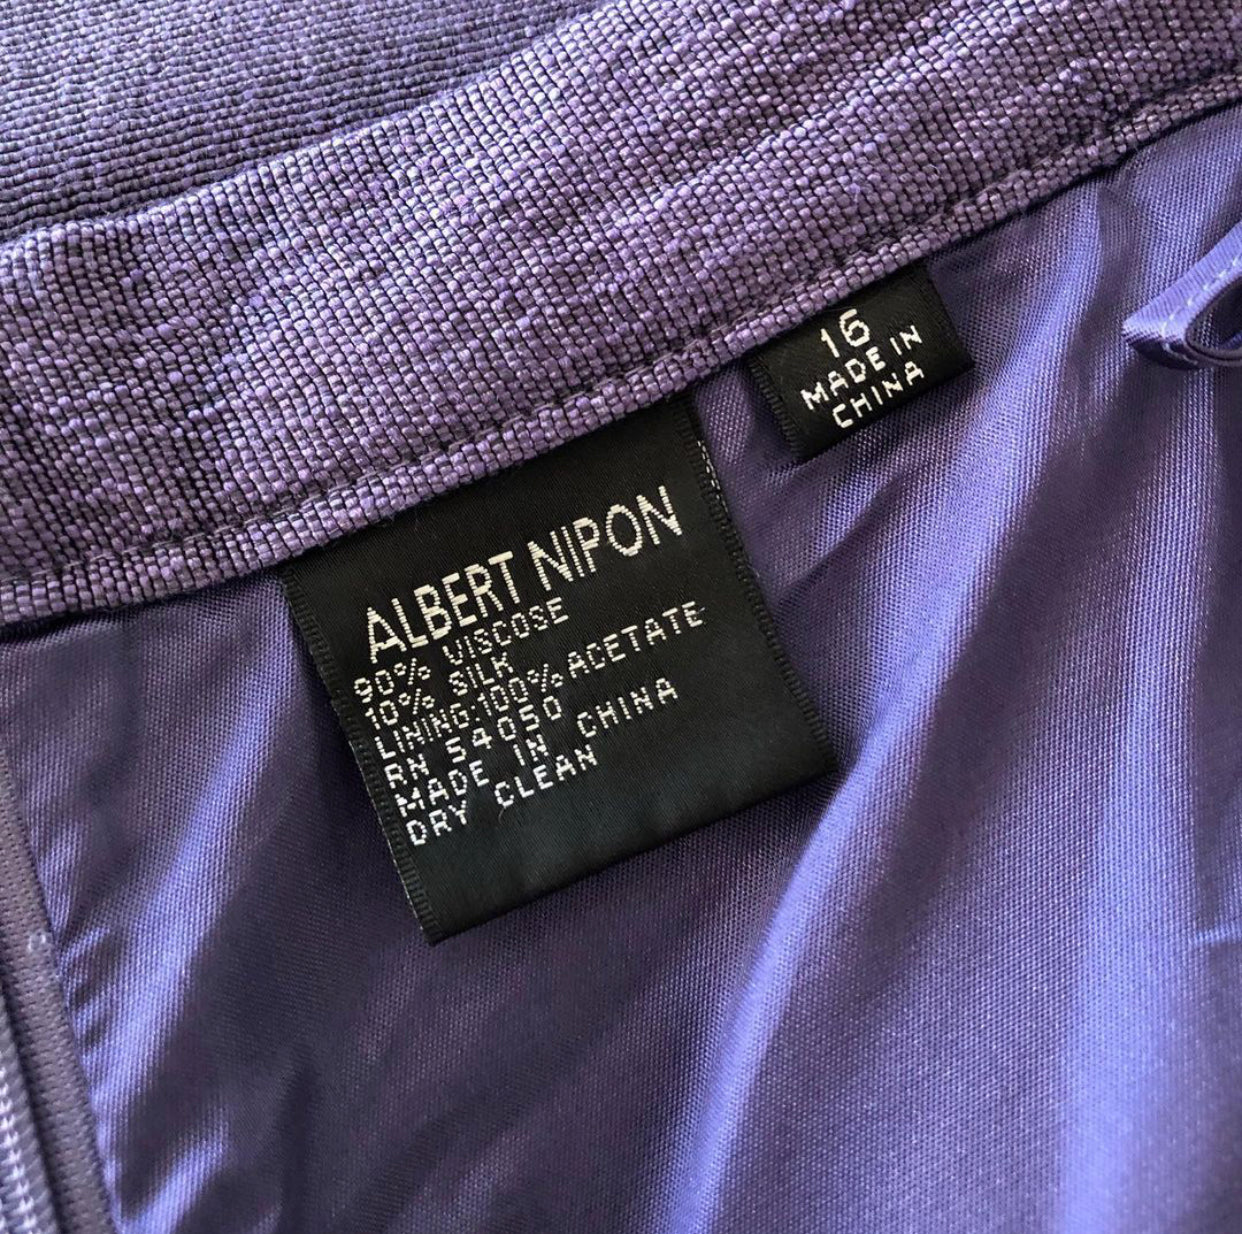 16
MADE IN
CHINA
ALBERT NIPON
90% VISCOSE
10% SILK
LINING:100% ACETATE
RN 54050
MADE IN CHINA
DRY CLEAN